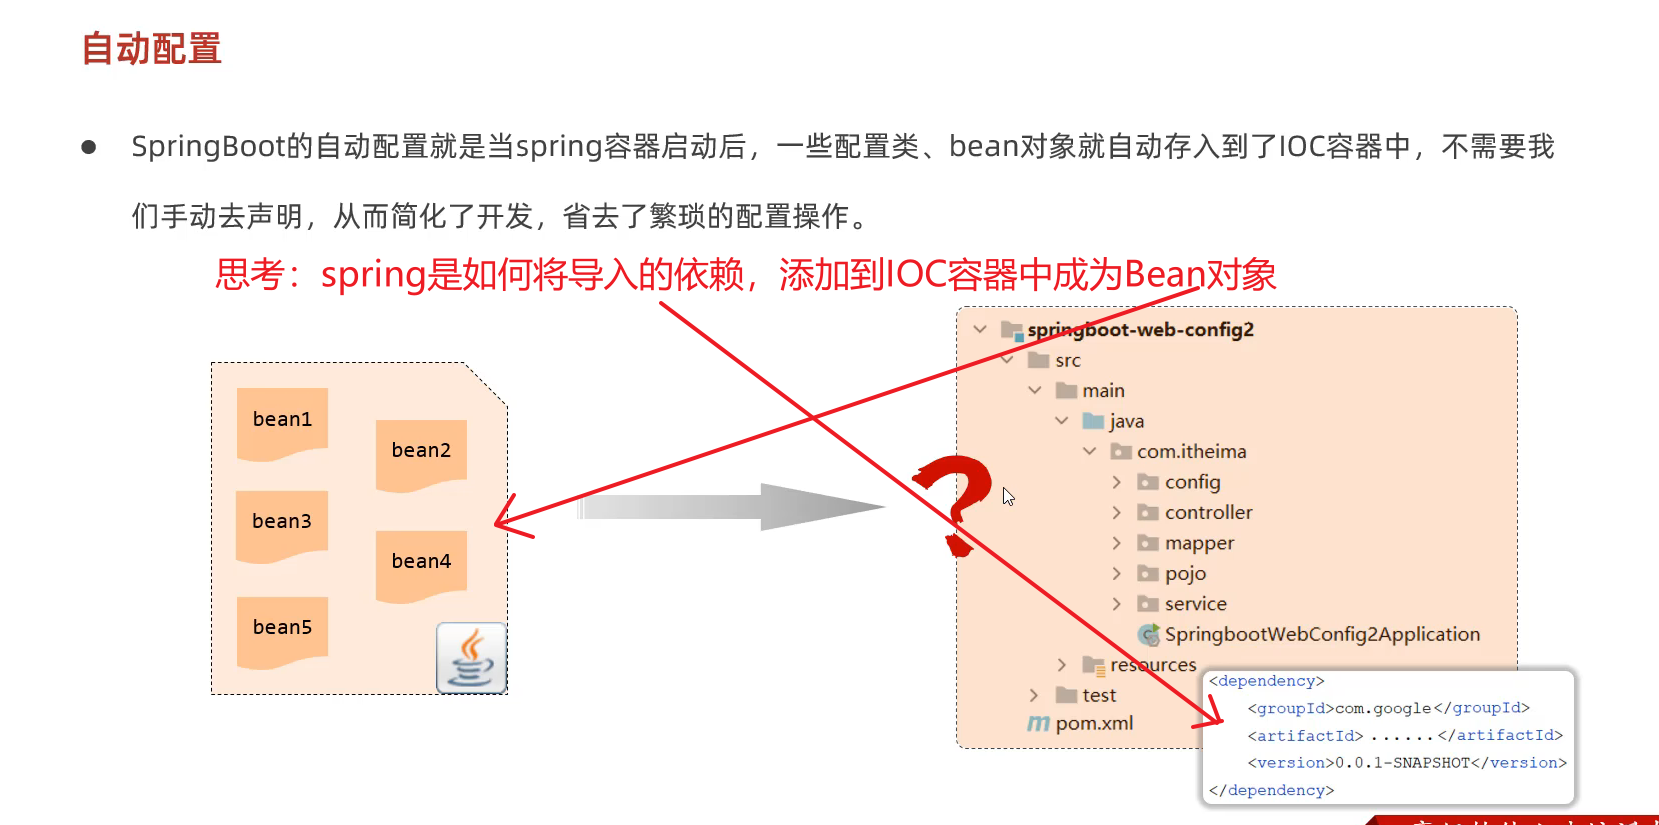 自动配置
SpringBoot的自动配置就是当spring容器启动后，一些配置类、bean对象就自动存入到了IOC容器中，不需要我
们手动去声明，从而简化了开发，省去了繁琐的配置操作。
思考：spring是如何将导入的依赖，添加到IOC容器中成为Bean对象
bean1
bean2
bean3
bean4
bean5
?
springboot-web-config2
src
main
java
com.itheima
config
controller
mapper
pojo
service
SpringbootWebConfig2Application
resources
test
pom.xml
<dependency>
<groupId>com.google</groupId>
<artifactId>......</artifactId>
<version>0.0.1-SNAPSHOT</version>
</dependency>